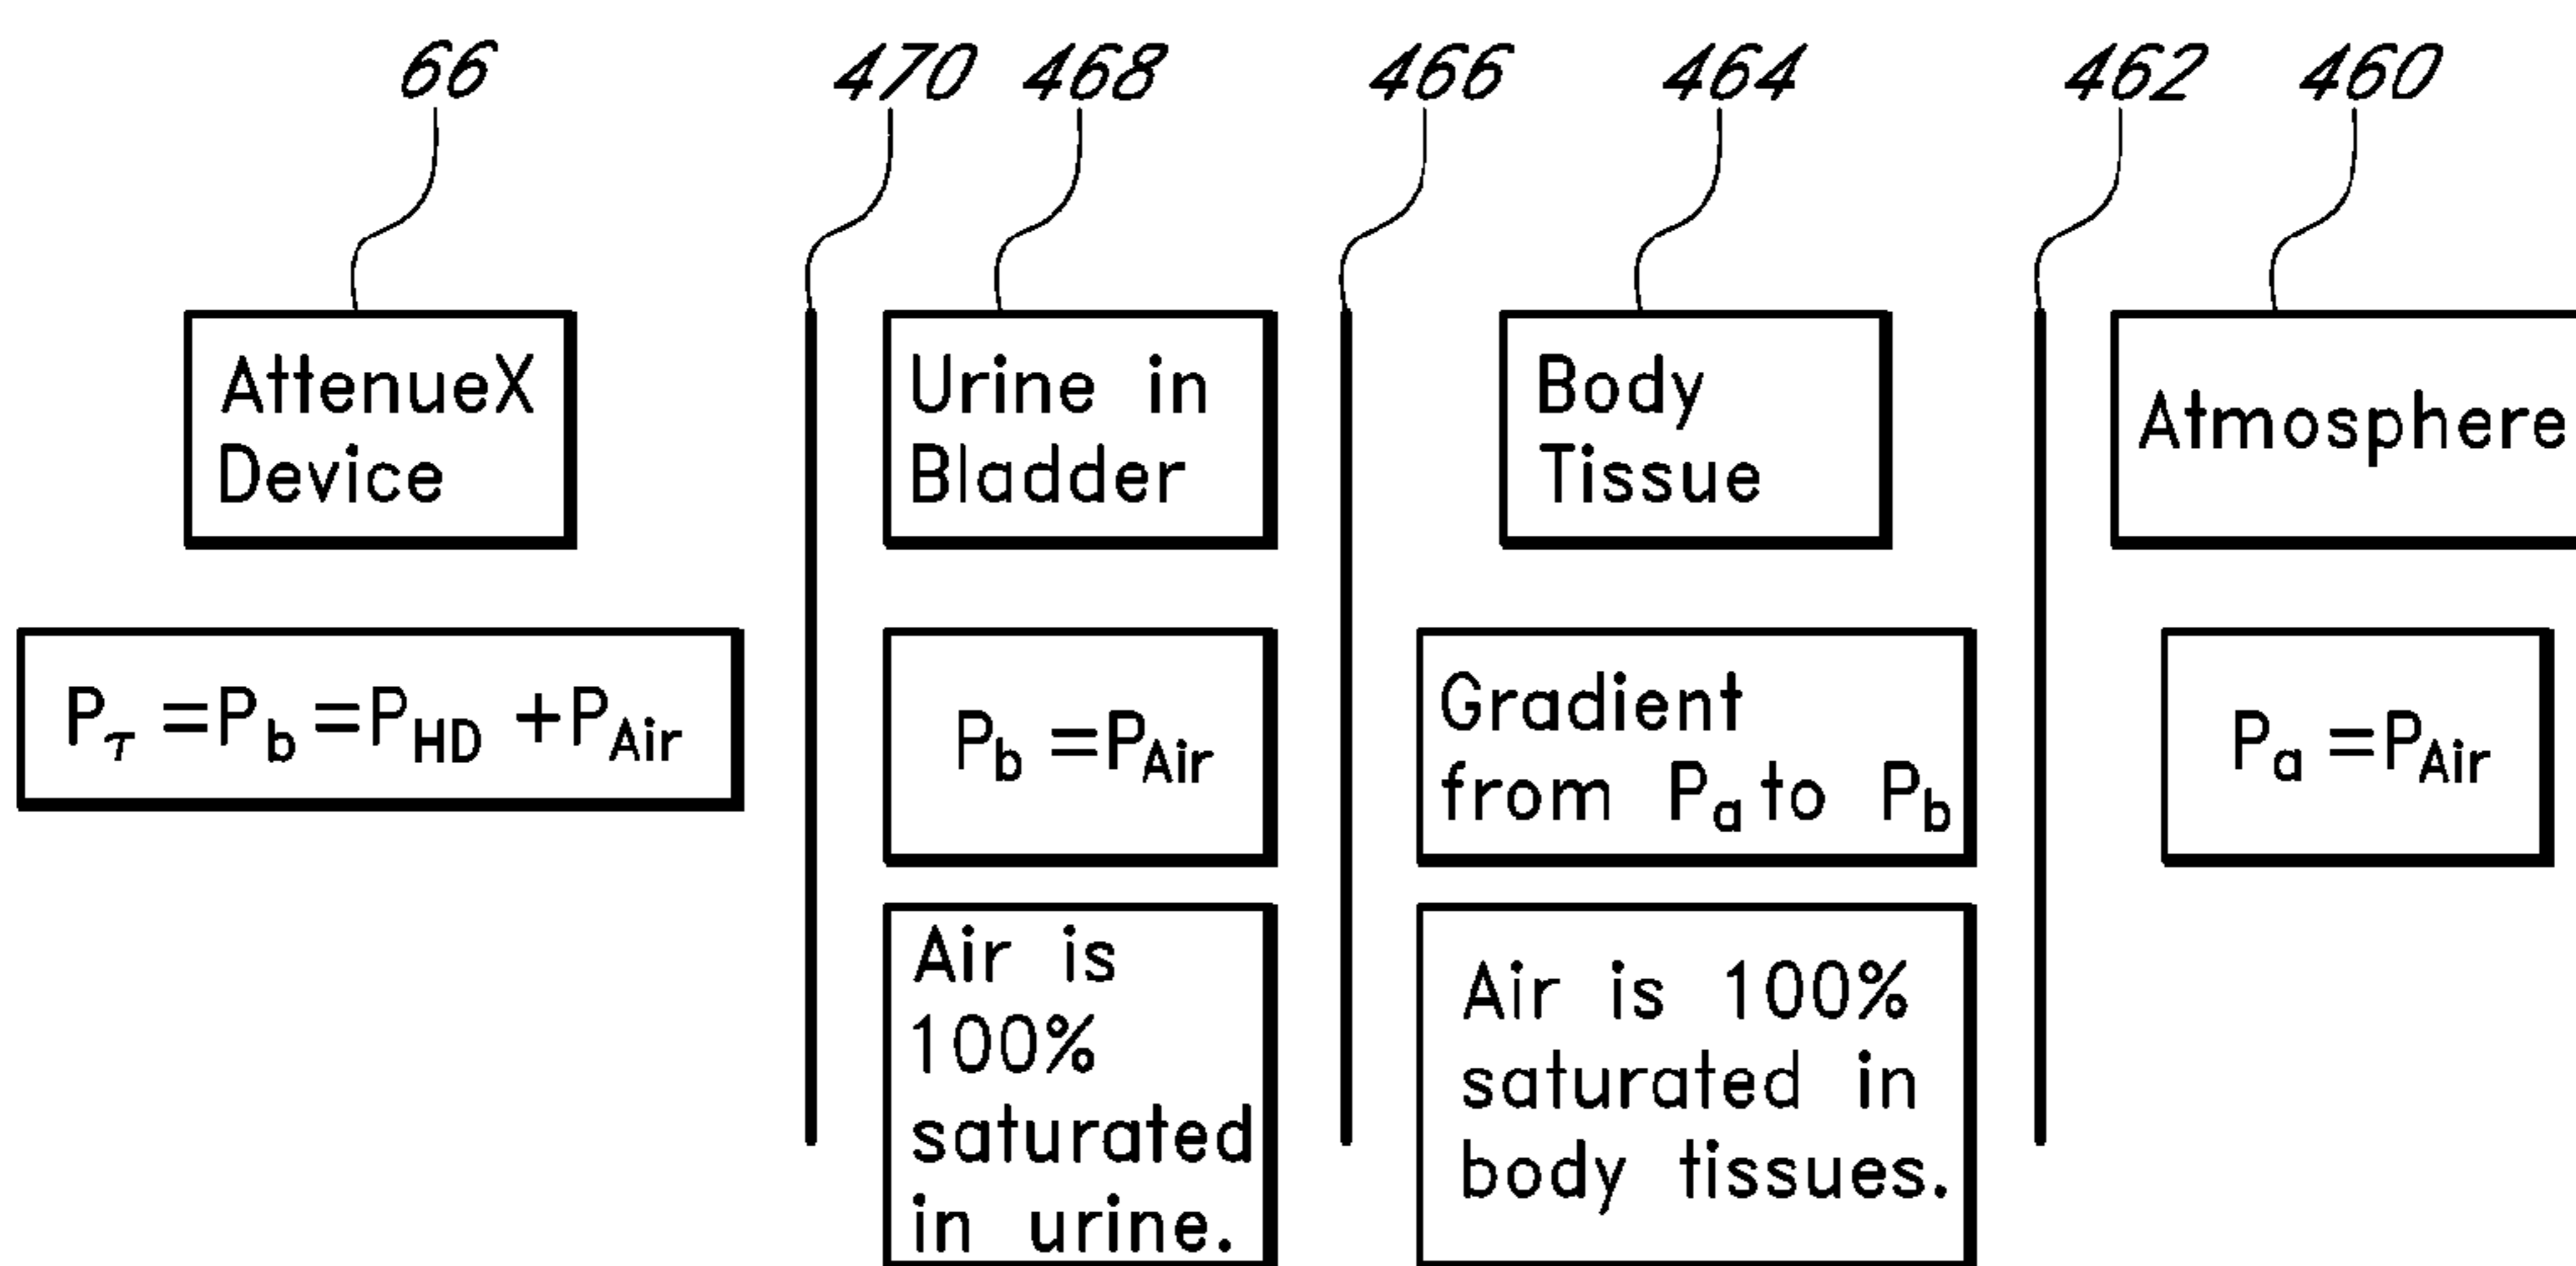 66 470 468 466 464 462 460
AttenueX
Device
Urine in
Bladder
Body
Tissue
Atmosphere
P_τ =P_b =P_HD +P_Air
P_b =P_Air
Gradient
from P_a to P_b
P_a =P_Air
Air is
100%
saturated
in urine.
Air is 100%
saturated in
body tissues.